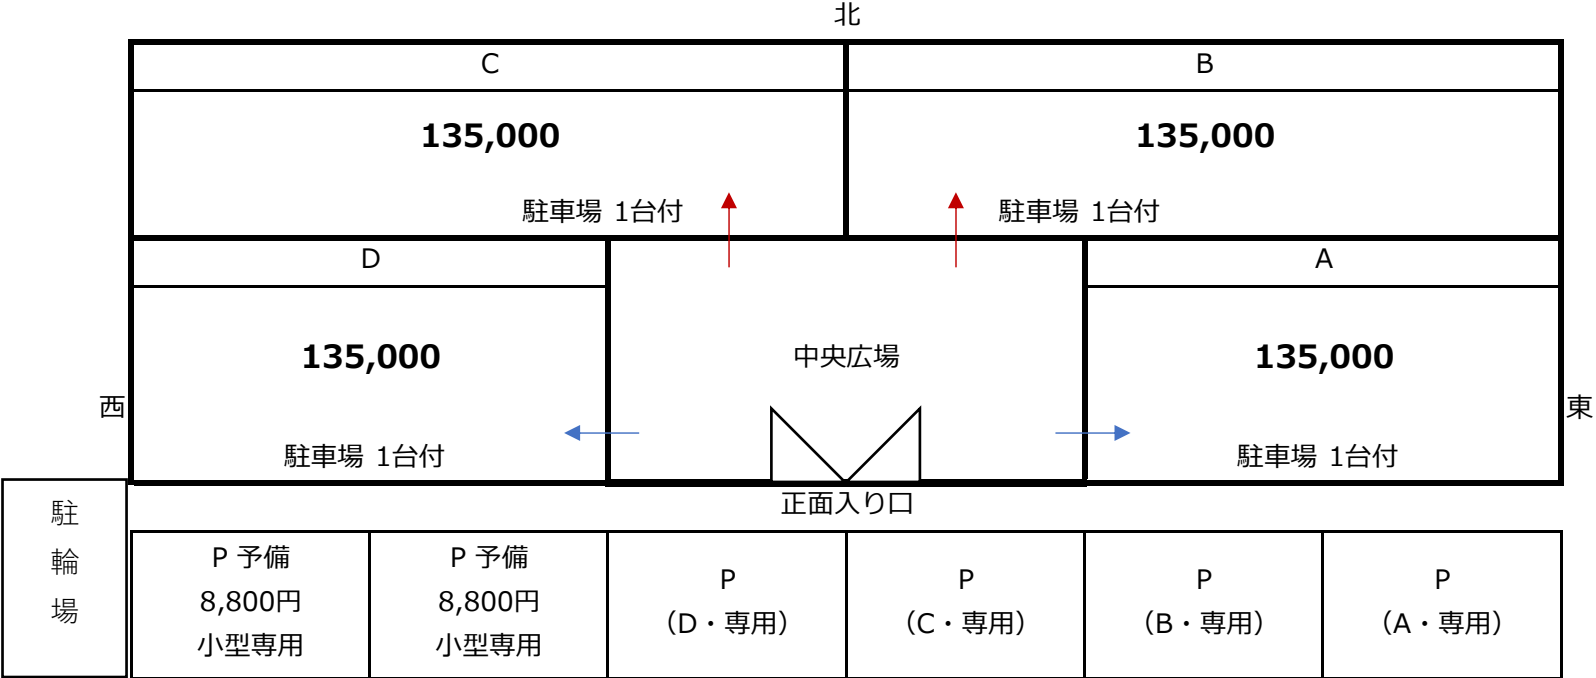 北
C
B
135,000
135,000
駐車場 1台付
駐車場 1台付
D
A
135,000
中央広場
135,000
西
東
駐車場 1台付
駐車場 1台付
正面入り口
駐
輪
場
P 予備
8,800円
小型専用
P 予備
8,800円
小型専用
P
（D・専用）
P
（C・専用）
P
（B・専用）
P
（A・専用）